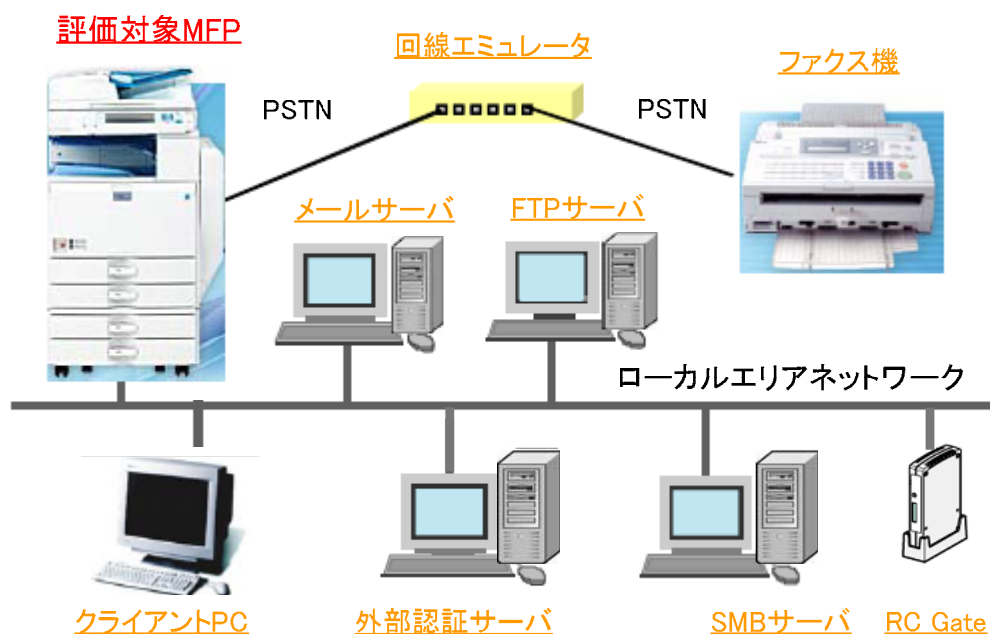 評価対象MFP
回線エミュレータ
ファクス機
PSTN
PSTN
メールサーバ
FTPサーバ
ローカルエリアネットワーク
クライアントPC
外部認証サーバ
SMBサーバ
RC Gate